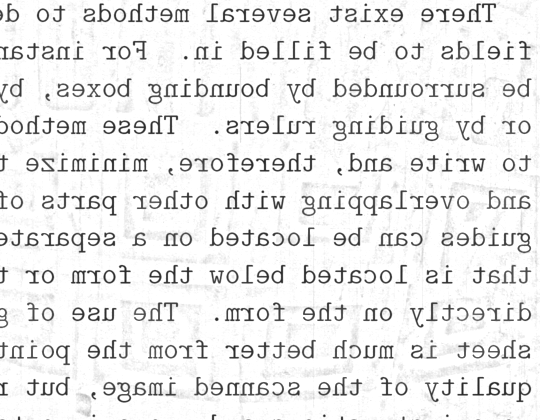 There exist several methods to de
fields to be filled in. For instan
be surrounded by bounding boxes, by
or by guiding rulers. These method
to write and, therefore, minimize t
and overlapping with other parts of
guides can be located on a separate
that is located below the form or t
directly on the form. The use of g
sheet is much better from the point
quality of the scanned image, but r